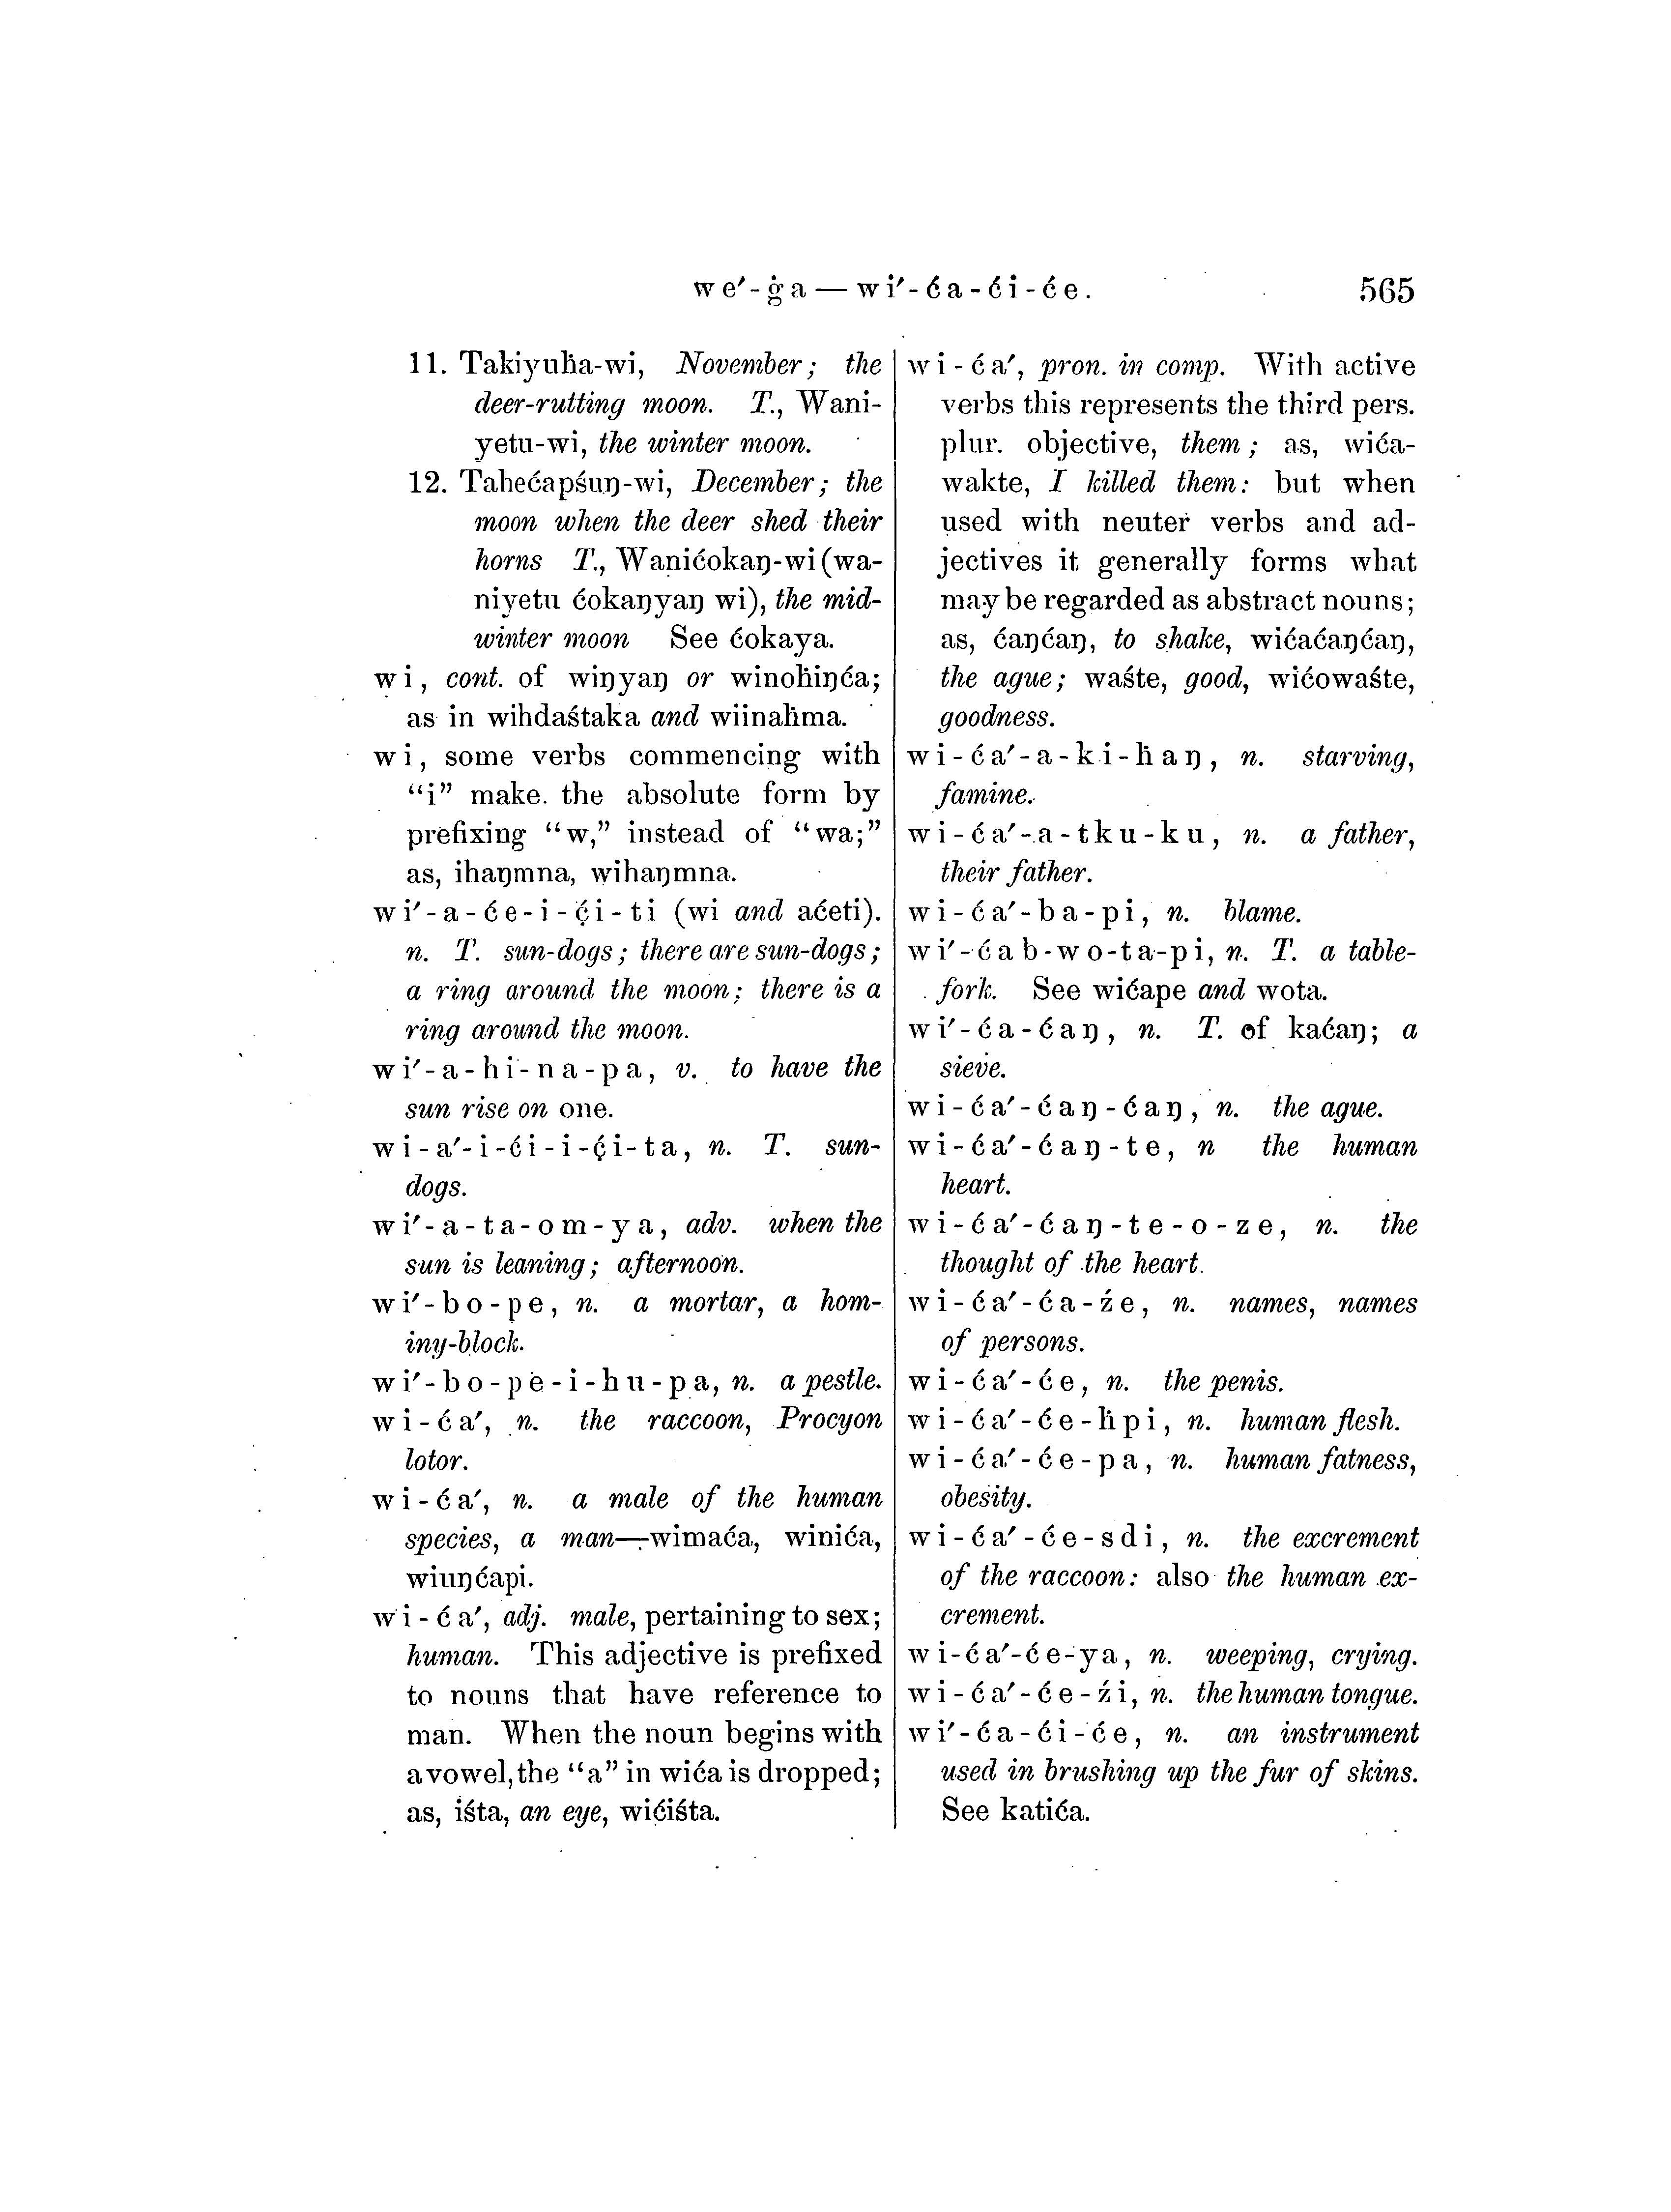 we′-ġa—wi′-ća-ći-će. 565
11. Takiyuḣa-wi, November; the
deer-rutting moon. T., Wani-
yetu-wi, the winter moon.
12. Tahećapśuŋ-wi, December; the
moon when the deer shed their
horns T., Wanićokaŋ-wi (wa-
niyetu ćokaŋyaŋ wi), the mid-
winter moon See ćokaya.
wi, cont. of wiŋyaŋ or winoḣiŋća;
as in wihdaśtaka and wiinaḣma.
wi, some verbs commencing with
“i” make. the absolute form by
prefixing “w,” instead of “wa;”
as, ihaŋmna, wihaŋmna.
wi′-a-će-i-ç̇i-ti (wi and aćeti).
n. T. sun-dogs; there are sun-dogs;
a ring around the moon; there is a
ring around the moon.
wi′-a-hi-na-pa, v. to have the
sun rise on one.
wi-a′-i-ći-i-ç̇i-ta, n. T. sun-
dogs.
wi′-a-ta-om-ya, adv. when the
sun is leaning; afternoon.
wi′-bo-pe, n. a mortar, a hom-
iny-block.
wi′-bo-pe-i-hu-pa, n. a pestle.
wi-ća′, n. the raccoon, Procyon
lotor.
wi-ća′, n. a male of the human
species, a man—wimaća, winića,
wiuŋćapi.
wi-ća′, adj. male, pertaining to sex;
human. This adjective is prefixed
to nouns that have reference to
man. When the noun begins with
a vowel, the “a” in wića is dropped;
as, iśta, an eye, wićiśta.
wi-ća′, pron. in comp. With active
verbs this represents the third pers.
plur. objective, them; as, wića-
wakte, I killed them: but when
used with neuter verbs and ad-
jectives it generally forms what
may be regarded as abstract nouns;
as, ćaŋćaŋ, to shake, wićaćaŋćaŋ,
the ague; waśte, good, wićowaśte,
goodness.
wi-ća′-a-ki-ḣaŋ, n. starving,
famine.
wi-ća′-a-tku-ku, n. a father,
their father.
wi-ća′-ba-pi, n. blame.
wi′-ćab-wo-ta-pi, n. T. a table-
fork. See wićape and wota.
wi′-ća-ćaŋ, n. T. of kaćaŋ; a
sieve.
wi-ća′-ćaŋ-ćaŋ, n. the ague.
wi-ća′-ćaŋ-te, n the human
heart.
wi-ća′-ćaŋ-te-o-ze, n. the
thought of the heart.
wi-ća′-ća-źe, n. names, names
of persons.
wi-ća′-će, n. the penis.
wi-ća′-će-ḣpi, n. human flesh.
wi-ća′-će-pa, n. human fatness,
obesity.
wi-ća′-će-sdi, n. the excrement
of the raccoon: also the human ex-
crement.
wi-ća′-će-ya, n. weeping, crying.
wi-ća′-će-źi, n. the human tongue.
wi′-ća-ći-će, n. an instrument
used in brushing up the fur of skins.
See katića.